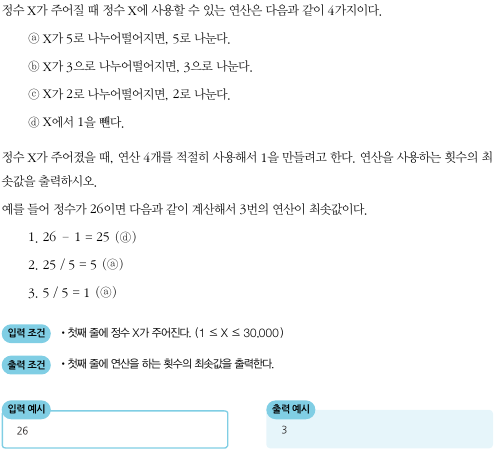 정수 X가 주어질 때 정수 X에 사용할 수 있는 연산은 다음과 같이 4가지이다.
ⓐ X가 5로 나누어떨어지면, 5로 나눈다.
ⓑ X가 3으로 나누어떨어지면, 3으로 나눈다.
ⓒ X가 2로 나누어떨어지면, 2로 나눈다.
ⓓ X에서 1을 뺀다.
정수 X가 주어졌을 때, 연산 4개를 적절히 사용해서 1을 만들려고 한다. 연산을 사용하는 횟수의 최
솟값을 출력하시오.
예를 들어 정수가 26이면 다음과 같이 계산해서 3번의 연산이 최솟값이다.
1. 26 – 1 = 25 (ⓓ)
2. 25 / 5 = 5 (ⓐ)
3. 5 / 5 = 1 (ⓐ)
입력 조건 • 첫째 줄에 정수 X가 주어진다. (1 ≤ X ≤ 30,000)
출력 조건 • 첫째 줄에 연산을 하는 횟수의 최솟값을 출력한다.
입력 예시
26
출력 예시
3